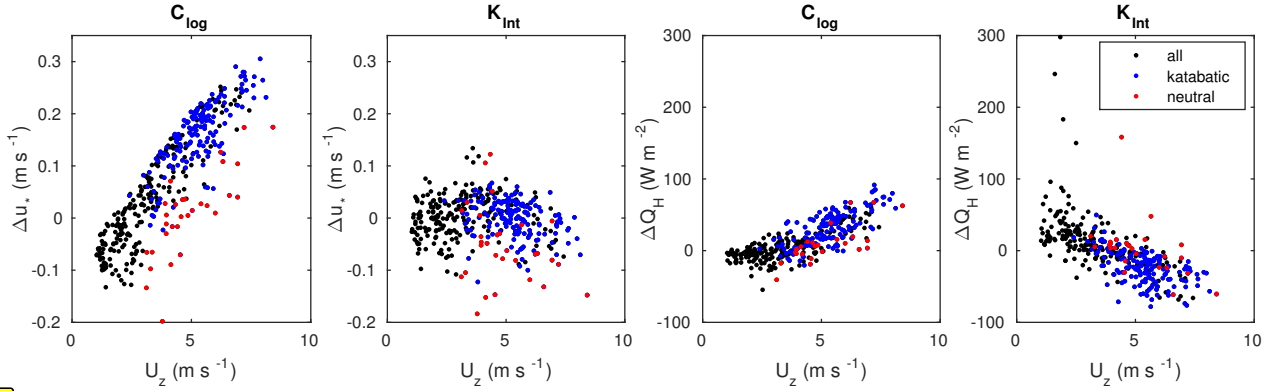 C_log
K_Int
C_log
K_Int
0.3
0.2
0.1
0
-0.1
-0.2
Δu_* (m s⁻¹)
0 5 10
U_z (m s⁻¹)
0.3
0.2
0.1
0
-0.1
-0.2
Δu_* (m s⁻¹)
0 5 10
U_z (m s⁻¹)
300
200
100
0
-100
ΔQ_H (W m⁻²)
0 5 10
U_z (m s⁻¹)
300
200
100
0
-100
ΔQ_H (W m⁻²)
0 5 10
U_z (m s⁻¹)
all
katabatic
neutral